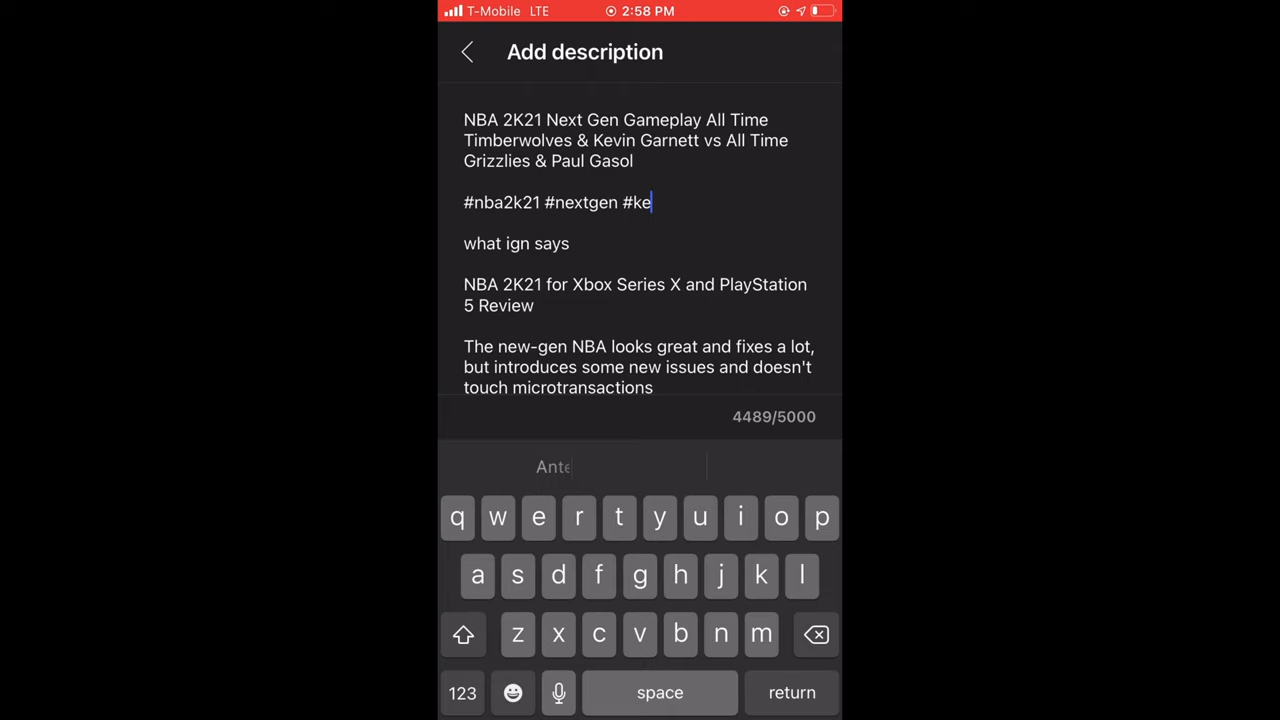 T-Mobile LTE 2:58 PM
Add description
NBA 2K21 Next Gen Gameplay All Time
Timberwolves & Kevin Garnett vs All Time
Grizzlies & Paul Gasol
#nba2k21 #nextgen #ke
what ign says
NBA 2K21 for Xbox Series X and PlayStation
5 Review
The new-gen NBA looks great and fixes a lot,
but introduces some new issues and doesn't
touch microtransactions
4489/5000
Ante
q w e r t y u i o p
a s d f g h j k l
z x c v b n m
123 space return